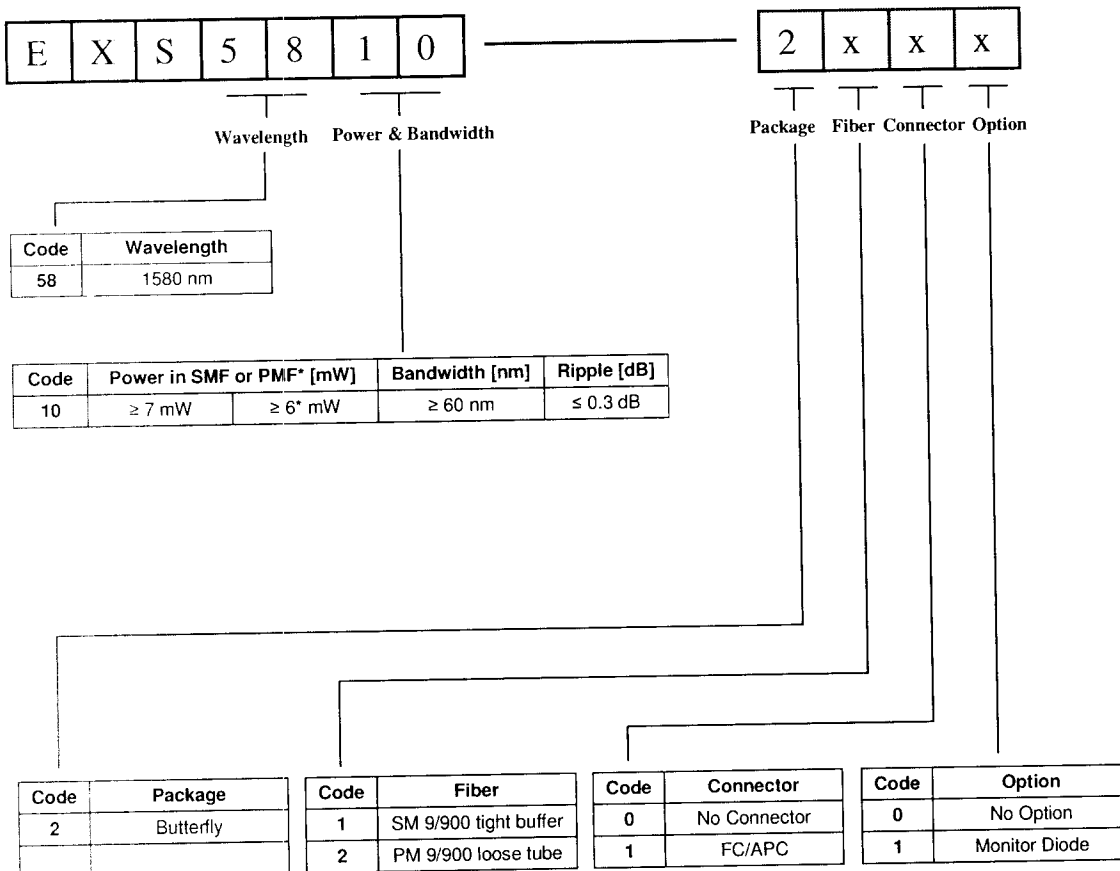 E X S 5 8 1 0 2 x x x
Wavelength Power & Bandwidth Package Fiber Connector Option
Code Wavelength
58 1580 nm
Code Power in SMF or PMF* [mW] Bandwidth [nm] Ripple [dB]
10 ≥ 7 mW ≥ 6* mW ≥ 60 nm ≤ 0.3 dB
Code Package
2 Butterfly
Code Fiber
1 SM 9/900 tight buffer
2 PM 9/900 loose tube
Code Connector
0 No Connector
1 FC/APC
Code Option
0 No Option
1 Monitor Diode